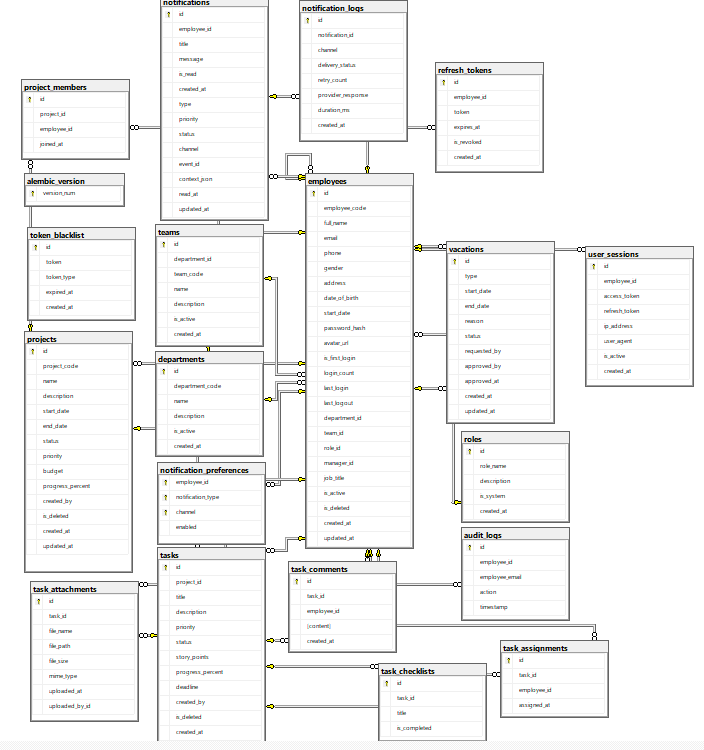 notifications
id
employee_id
title
message
is_read
created_at
type
priority
status
channel
event_id
context_json
read_at
updated_at
notification_logs
id
notification_id
channel
delivery_status
retry_count
provider_response
duration_ms
created_at
refresh_tokens
id
employee_id
token
expires_at
is_revoked
created_at
project_members
id
project_id
employee_id
joined_at
alembic_version
version_num
token_blacklist
id
token
token_type
expired_at
created_at
teams
id
department_id
team_code
name
description
is_active
created_at
employees
id
employee_code
full_name
email
phone
gender
address
date_of_birth
start_date
password_hash
avatar_url
is_first_login
login_count
last_login
last_logout
department_id
team_id
role_id
manager_id
job_title
is_active
is_deleted
created_at
updated_at
vacations
id
type
start_date
end_date
reason
status
requested_by
approved_by
approved_at
created_at
updated_at
user_sessions
id
employee_id
access_token
refresh_token
ip_address
user_agent
is_active
created_at
projects
id
project_code
name
description
start_date
end_date
status
priority
budget
progress_percent
created_by
is_deleted
created_at
updated_at
departments
id
department_code
name
description
is_active
created_at
notification_preferences
employee_id
notification_type
channel
enabled
roles
id
role_name
description
is_system
created_at
audit_logs
id
employee_id
employee_email
action
timestamp
tasks
id
project_id
title
description
priority
status
story_points
progress_percent
deadline
created_by
is_deleted
created_at
task_comments
id
task_id
employee_id
[content]
created_at
task_attachments
id
task_id
file_name
file_path
file_size
mime_type
uploaded_at
uploaded_by_id
task_checklists
id
task_id
title
is_completed
task_assignments
id
task_id
employee_id
assigned_at